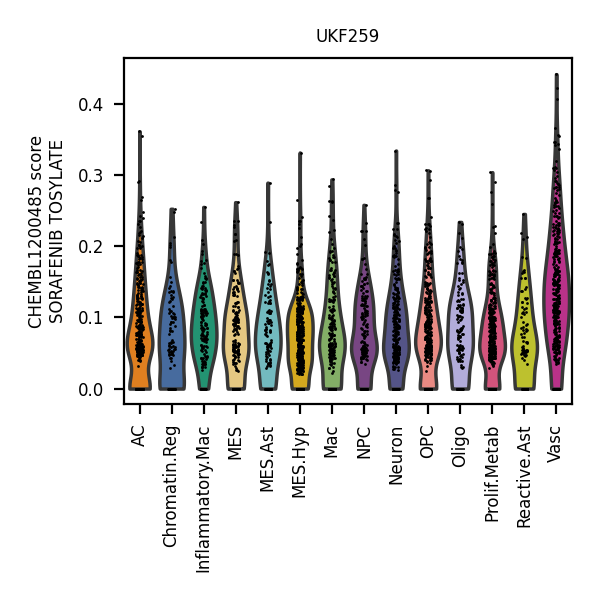 UKF259
CHEMBL1200485 score
SORAFENIB TOSYLATE
0.4
0.3
0.2
0.1
0.0
AC
Chromatin.Reg
Inflammatory.Mac
MES
MES.Ast
MES.Hyp
Mac
NPC
Neuron
OPC
Oligo
Prolif.Metab
Reactive.Ast
Vasc